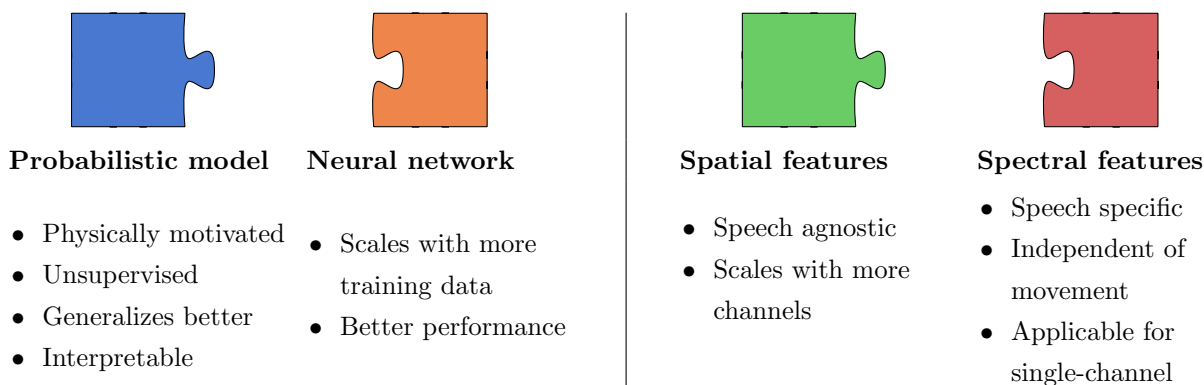 Probabilistic model
• Physically motivated
• Unsupervised
• Generalizes better
• Interpretable
Neural network
• Scales with more
training data
• Better performance
Spatial features
• Speech agnostic
• Scales with more
channels
Spectral features
• Speech specific
• Independent of
movement
• Applicable for
single-channel